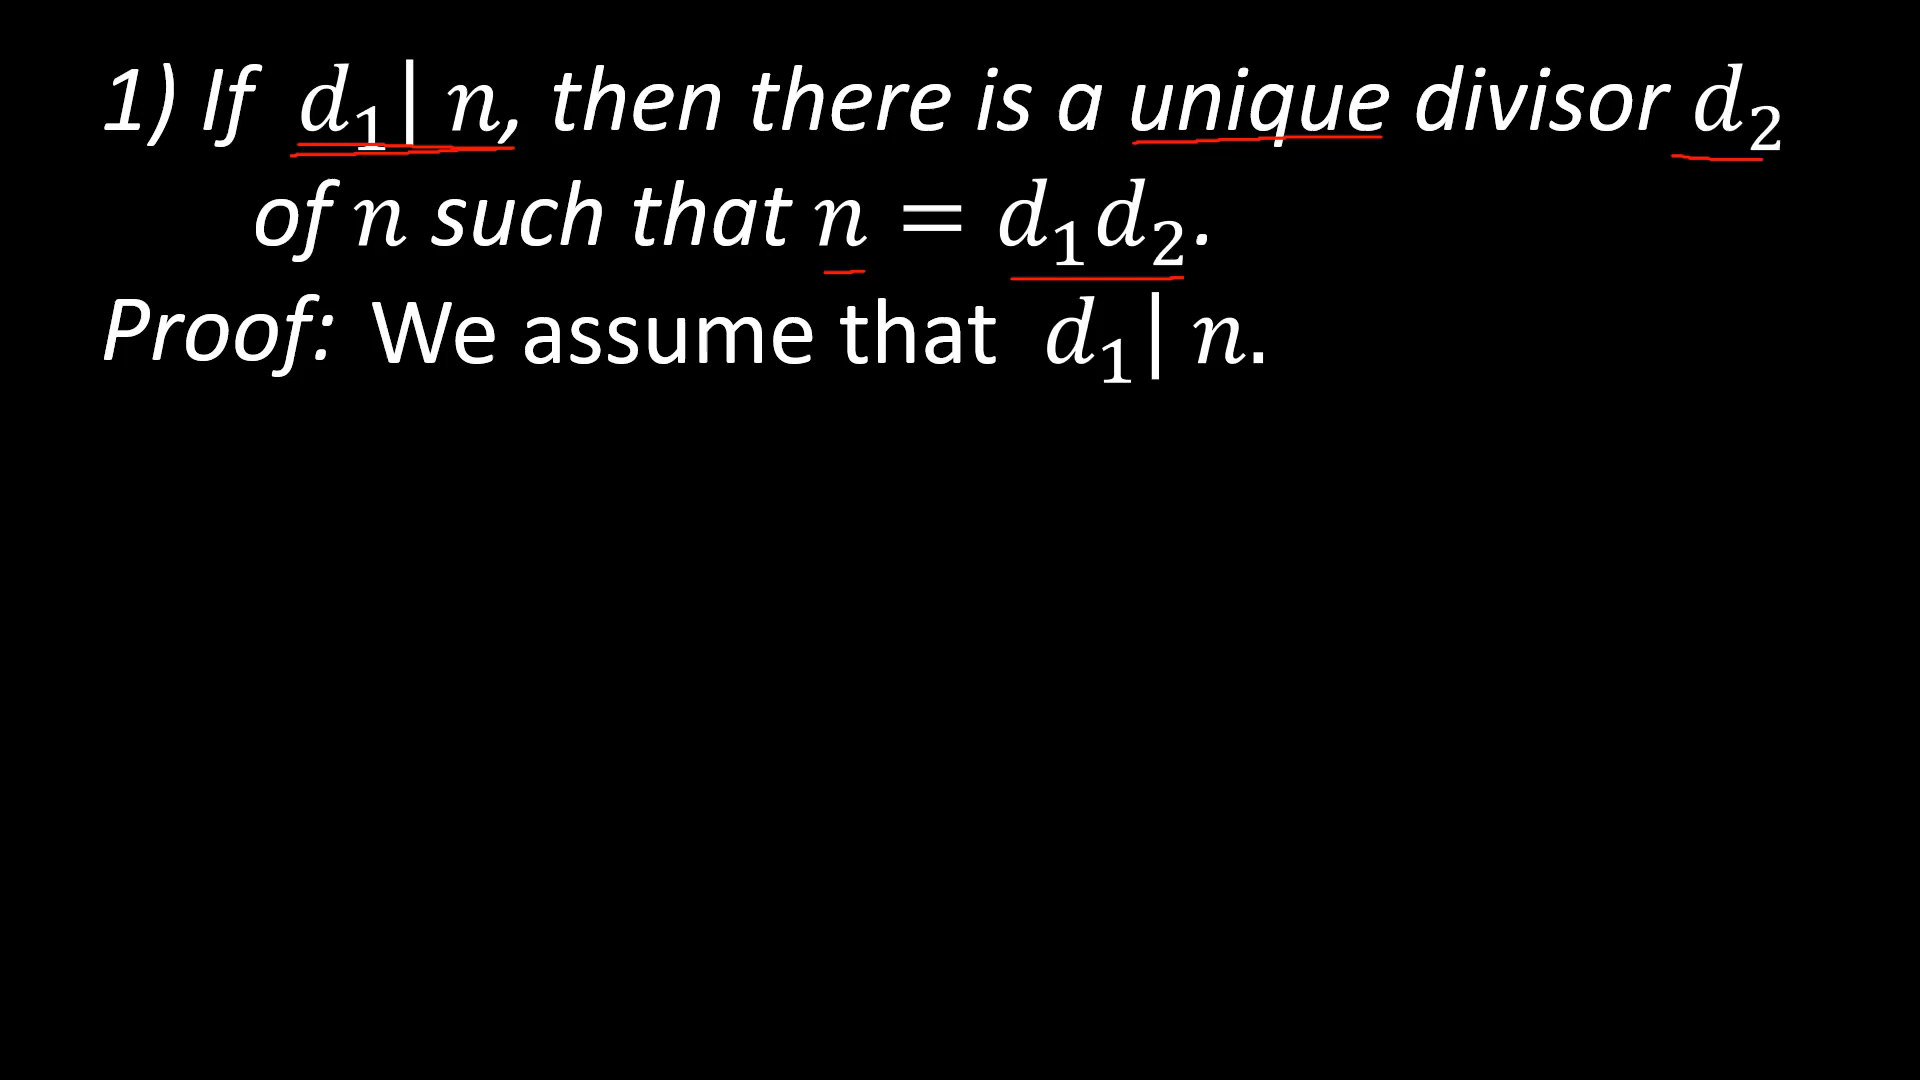 1) If d₁| n, then there is a unique divisor d₂
of n such that n = d₁d₂.
Proof: We assume that d₁| n.